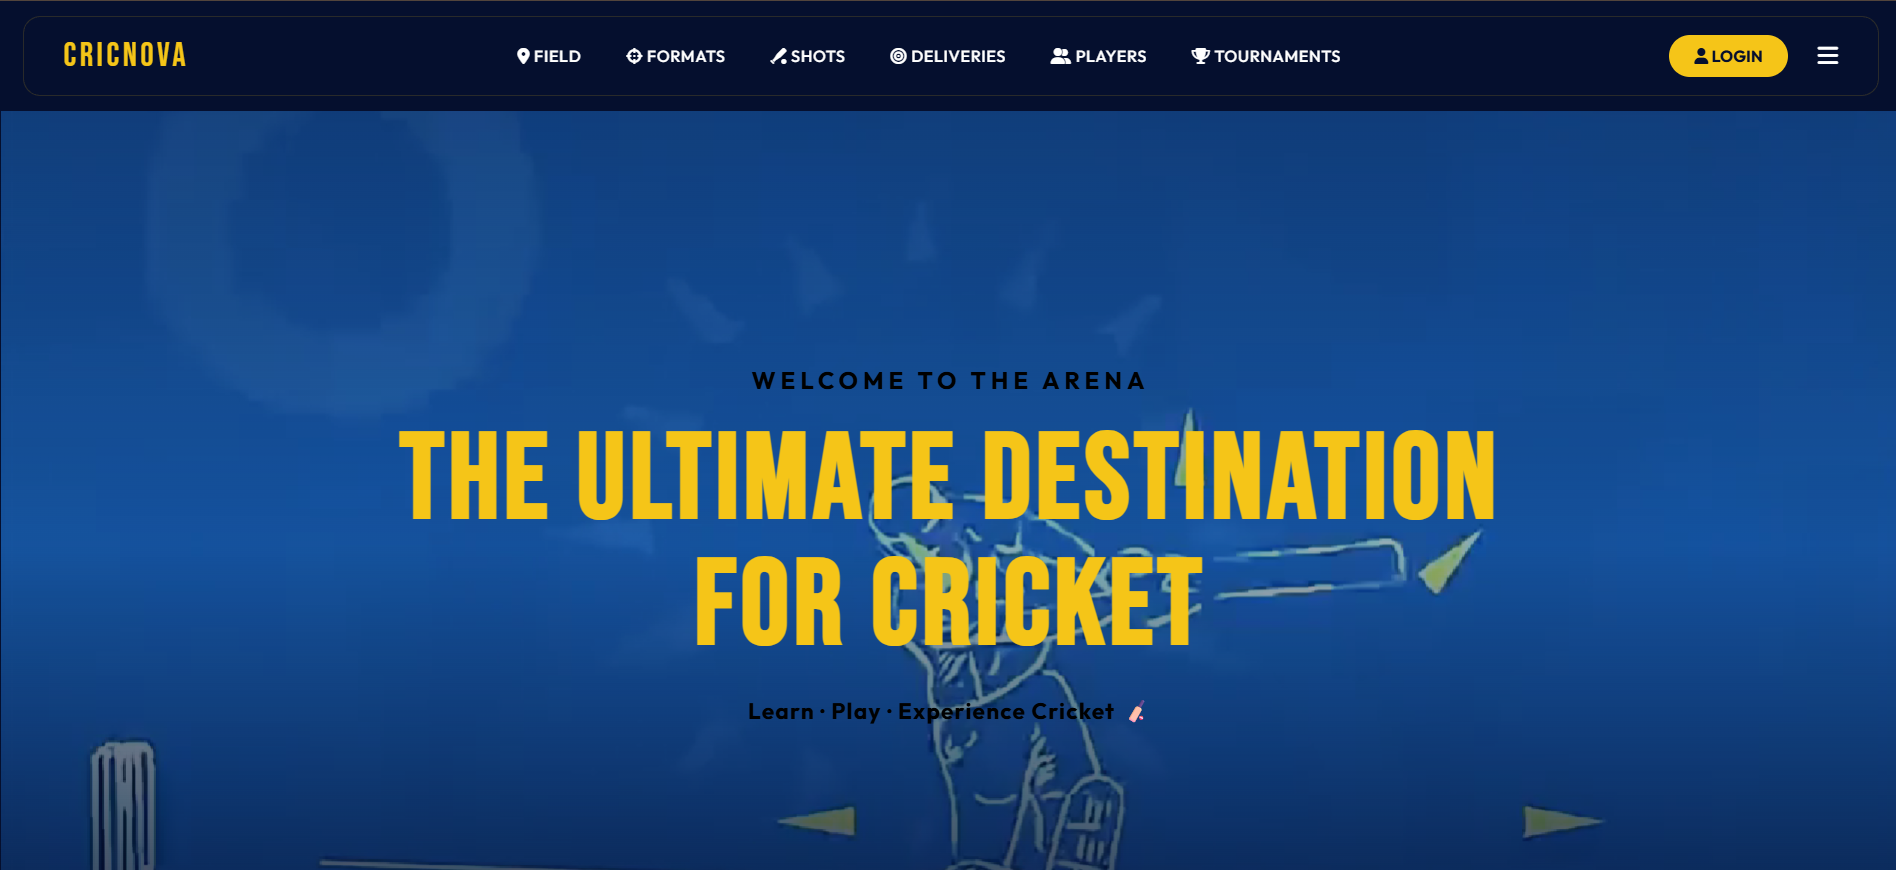 CRICNOVA
FIELD
FORMATS
SHOTS
DELIVERIES
PLAYERS
TOURNAMENTS
LOGIN
WELCOME TO THE ARENA
THE ULTIMATE DESTINATION
FOR CRICKET
Learn · Play · Experience Cricket 🏏